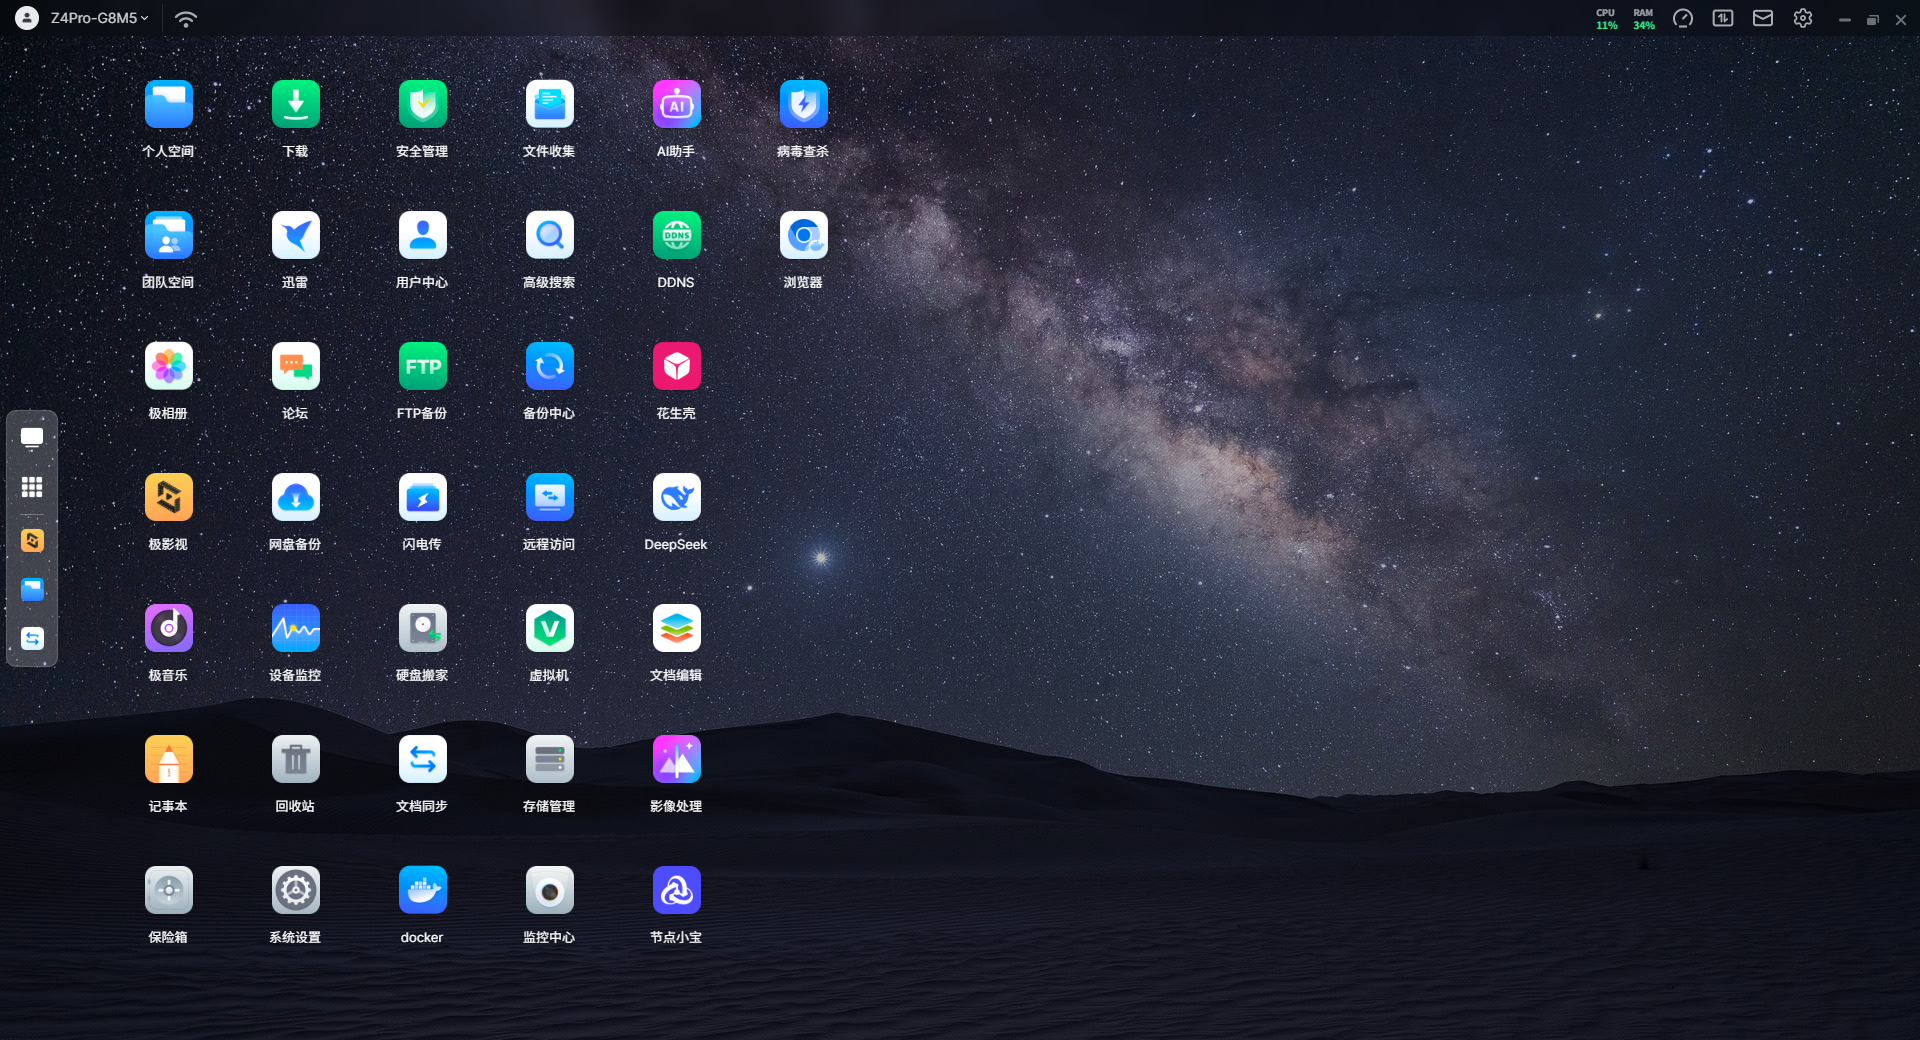 Z4Pro-G8M5
CPU
11%
RAM
34%
AI
个人空间
下载
安全管理
文件收集
AI助手
病毒查杀
DDNS
团队空间
迅雷
用户中心
高级搜索
DDNS
浏览器
FTP
极相册
论坛
FTP备份
备份中心
花生壳
极影视
网盘备份
闪电传
远程访问
DeepSeek
极音乐
设备监控
硬盘搬家
虚拟机
文档编辑
记事本
回收站
文档同步
存储管理
影像处理
保险箱
系统设置
docker
监控中心
节点小宝